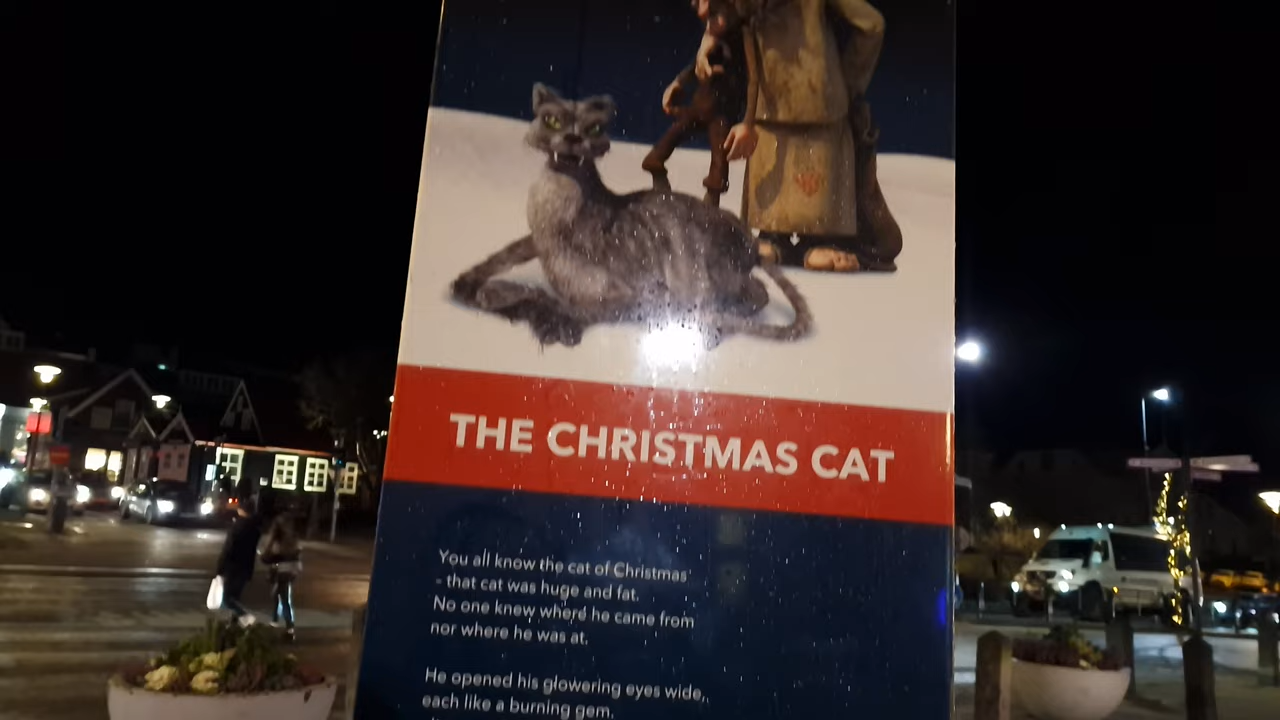 THE CHRISTMAS CAT
You all know the cat of Christmas
– that cat was huge and fat.
No one knew where he came from
nor where he was at.
He opened his glowering eyes wide,
each like a burning gem.